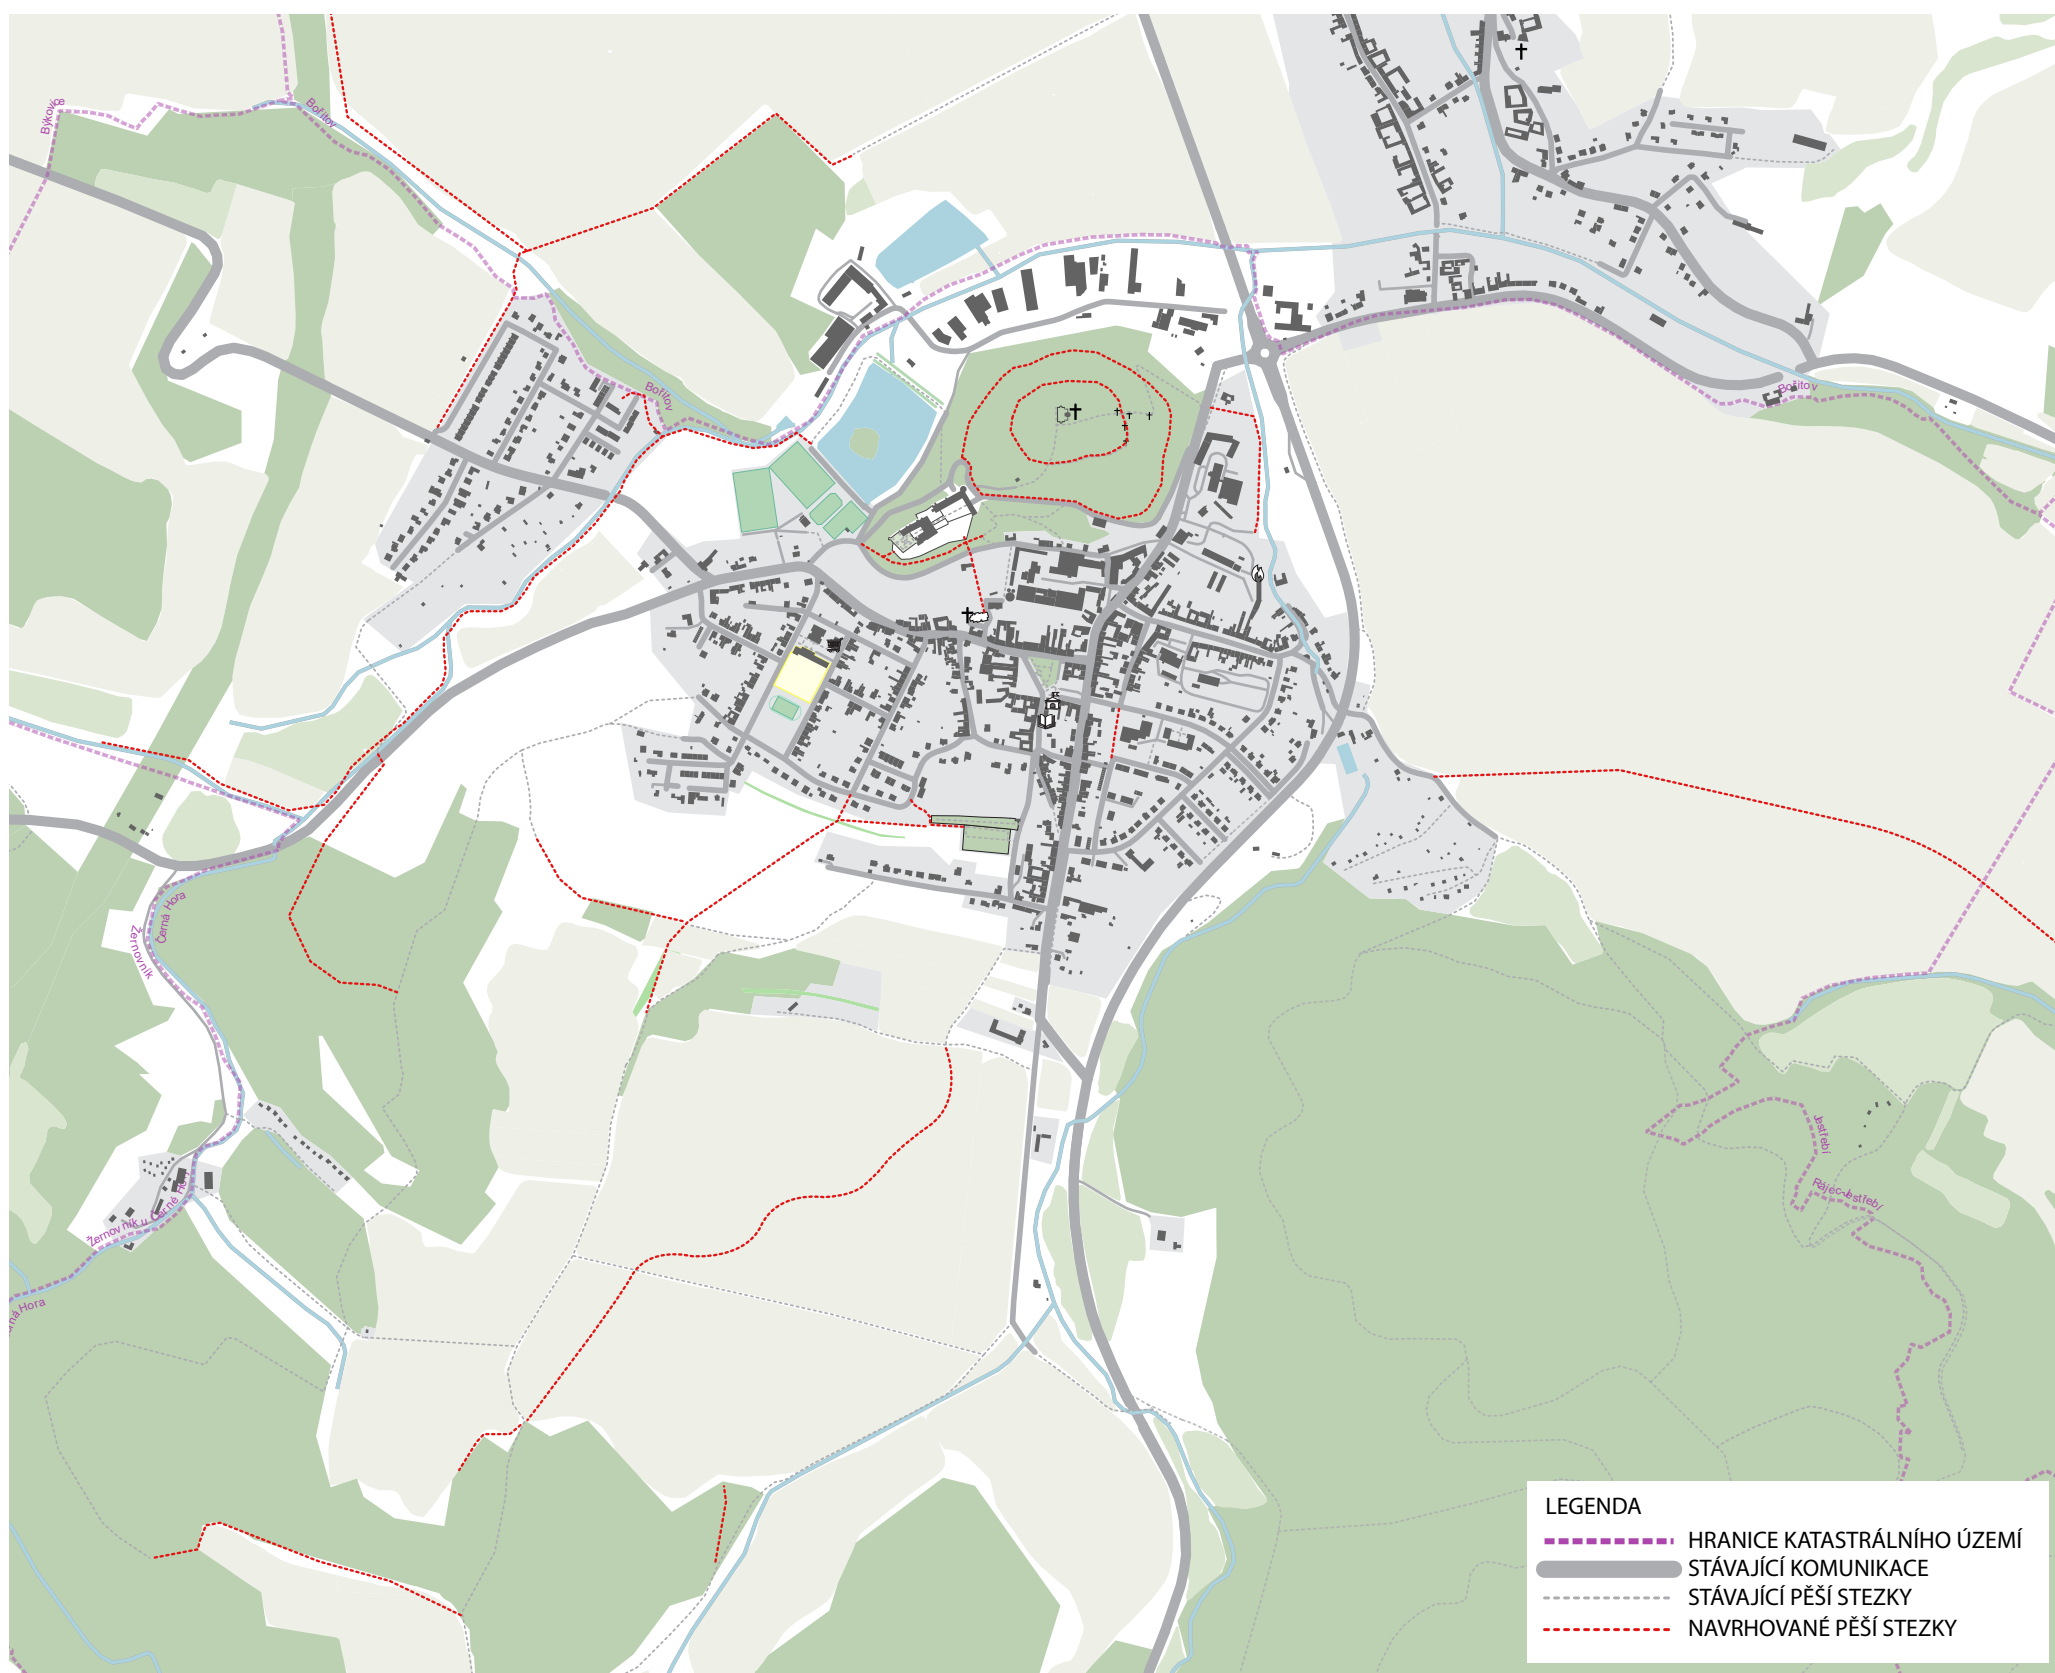 Býkovice
Bořitov
Bořitov
Bořitov
Černá Hora
Žernovník
Žernovník u Černé Hory
Jestřebí
Rájec-Jestřebí
Hora
LEGENDA
HRANICE KATASTRÁLNÍHO ÚZEMÍ
STÁVAJÍCÍ KOMUNIKACE
STÁVAJÍCÍ PĚŠÍ STEZKY
NAVRHOVANÉ PĚŠÍ STEZKY